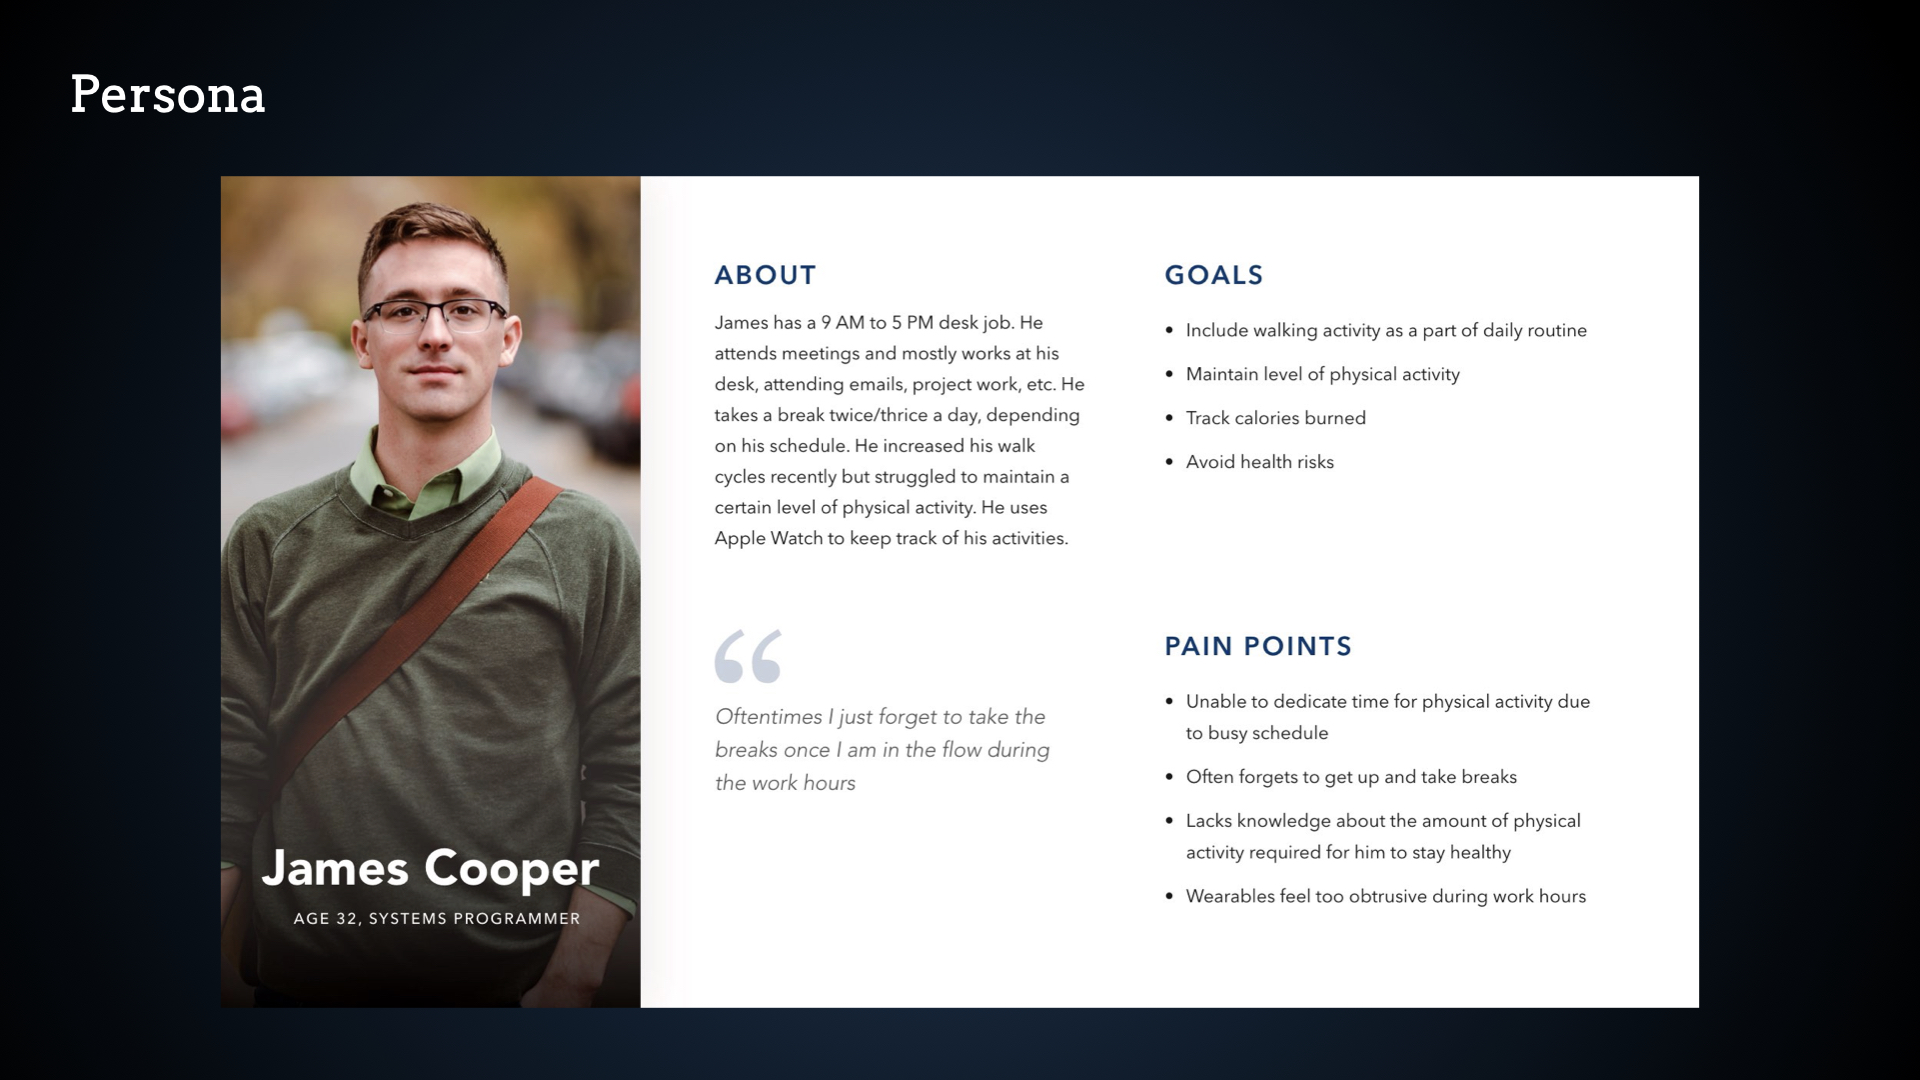 Persona
ABOUT
James has a 9 AM to 5 PM desk job. He
attends meetings and mostly works at his
desk, attending emails, project work, etc. He
takes a break twice/thrice a day, depending
on his schedule. He increased his walk
cycles recently but struggled to maintain a
certain level of physical activity. He uses
Apple Watch to keep track of his activities.
“
Oftentimes I just forget to take the
breaks once I am in the flow during
the work hours
GOALS
• Include walking activity as a part of daily routine
• Maintain level of physical activity
• Track calories burned
• Avoid health risks
PAIN POINTS
• Unable to dedicate time for physical activity due
to busy schedule
• Often forgets to get up and take breaks
• Lacks knowledge about the amount of physical
activity required for him to stay healthy
• Wearables feel too obtrusive during work hours
James Cooper
AGE 32, SYSTEMS PROGRAMMER